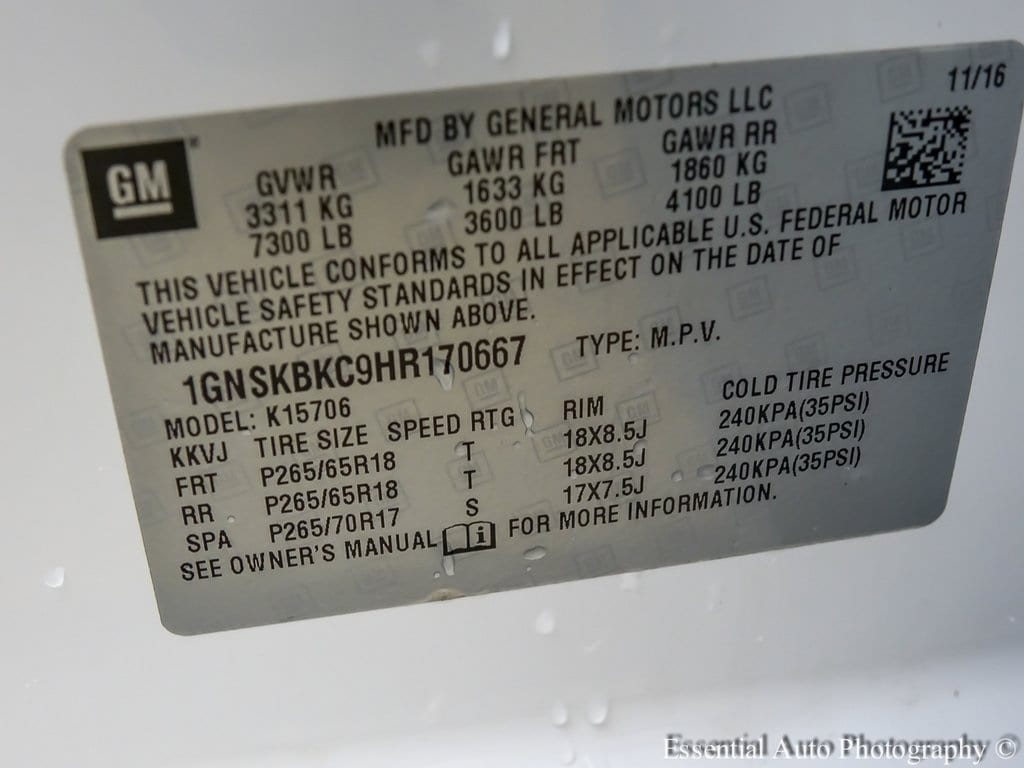 11/16
MFD BY GENERAL MOTORS LLC
GM
GVWR GAWR FRT GAWR RR
3311 KG 1633 KG 1860 KG
7300 LB 3600 LB 4100 LB
THIS VEHICLE CONFORMS TO ALL APPLICABLE U.S. FEDERAL MOTOR
VEHICLE SAFETY STANDARDS IN EFFECT ON THE DATE OF
MANUFACTURE SHOWN ABOVE.
1GNSKBKC9HR170667 TYPE: M.P.V.
MODEL: K15706
KKVJ TIRE SIZE SPEED RTG RIM COLD TIRE PRESSURE
FRT P265/65R18 T 18X8.5J 240KPA(35PSI)
RR P265/65R18 T 18X8.5J 240KPA(35PSI)
SPA P265/70R17 S 17X7.5J 240KPA(35PSI)
SEE OWNER'S MANUAL i FOR MORE INFORMATION.
Essential Auto Photography ©